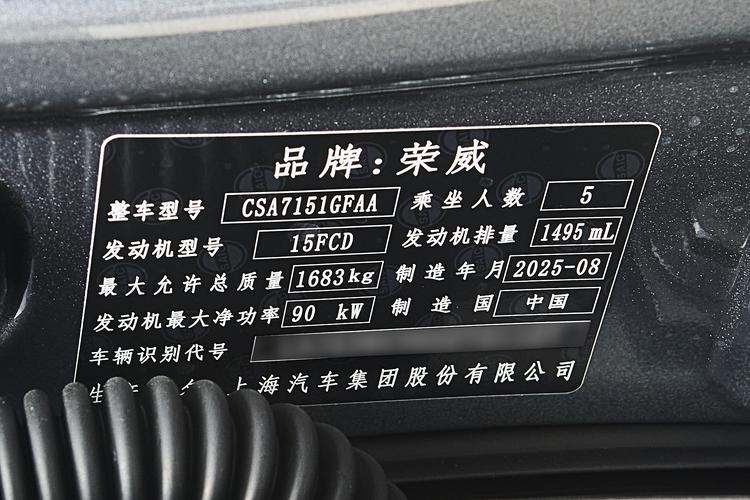 品牌:荣威
整车型号 CSA7151GFAA 乘坐人数 5
发动机型号 15FCD 发动机排量 1495 mL
最大允许总质量 1683kg 制造年月 2025-08
发动机最大净功率 90 kW 制造国 中国
车辆识别代号
上海汽车集团股份有限公司